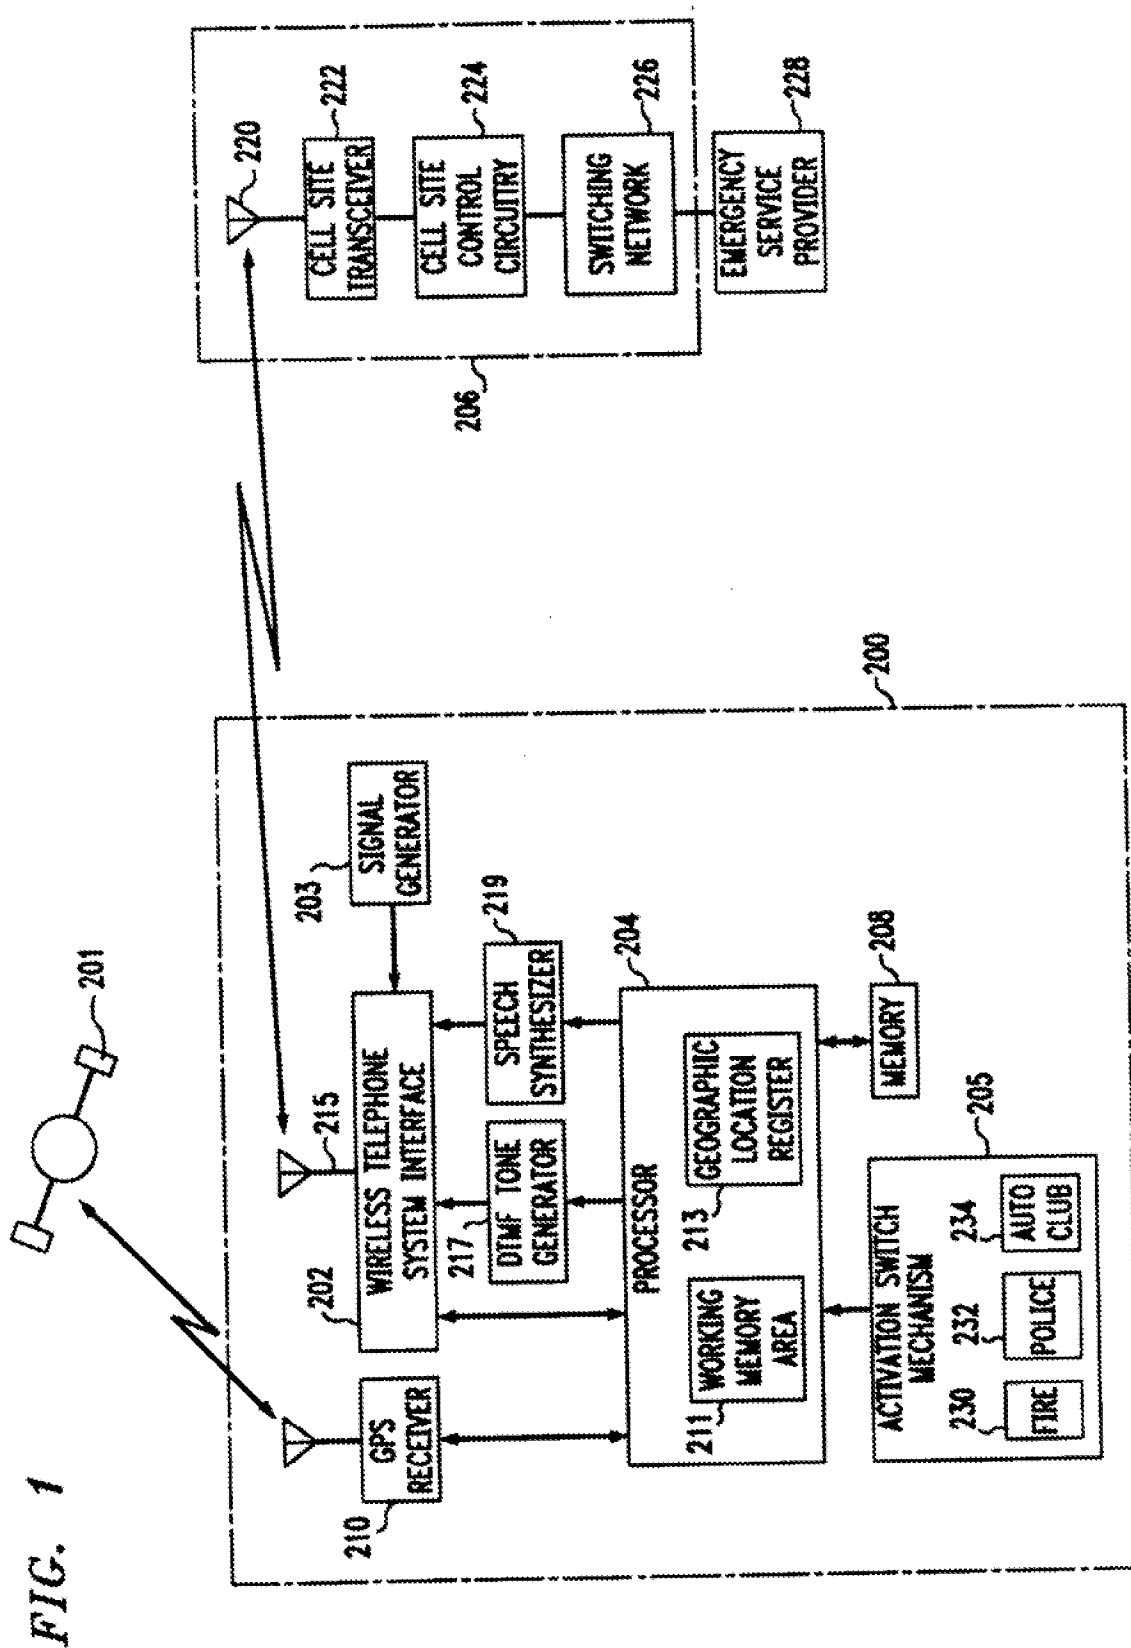 FIG. 1
201
210
GPS
RECEIVER
202
WIRELESS TELEPHONE
SYSTEM INTERFACE
215
203
SIGNAL
GENERATOR
217
DTMF TONE
GENERATOR
SPEECH
SYNTHESIZER
219
PROCESSOR
204
211
WORKING
MEMORY
AREA
213
GEOGRAPHIC
LOCATION
REGISTER
MEMORY
208
ACTIVATION SWITCH
MECHANISM
205
230
FIRE
232
POLICE
234
AUTO
CLUB
200
206
220
CELL SITE
TRANSCEIVER
222
CELL SITE
CONTROL
CIRCUITRY
224
SWITCHING
NETWORK
226
EMERGENCY
SERVICE
PROVIDER
228